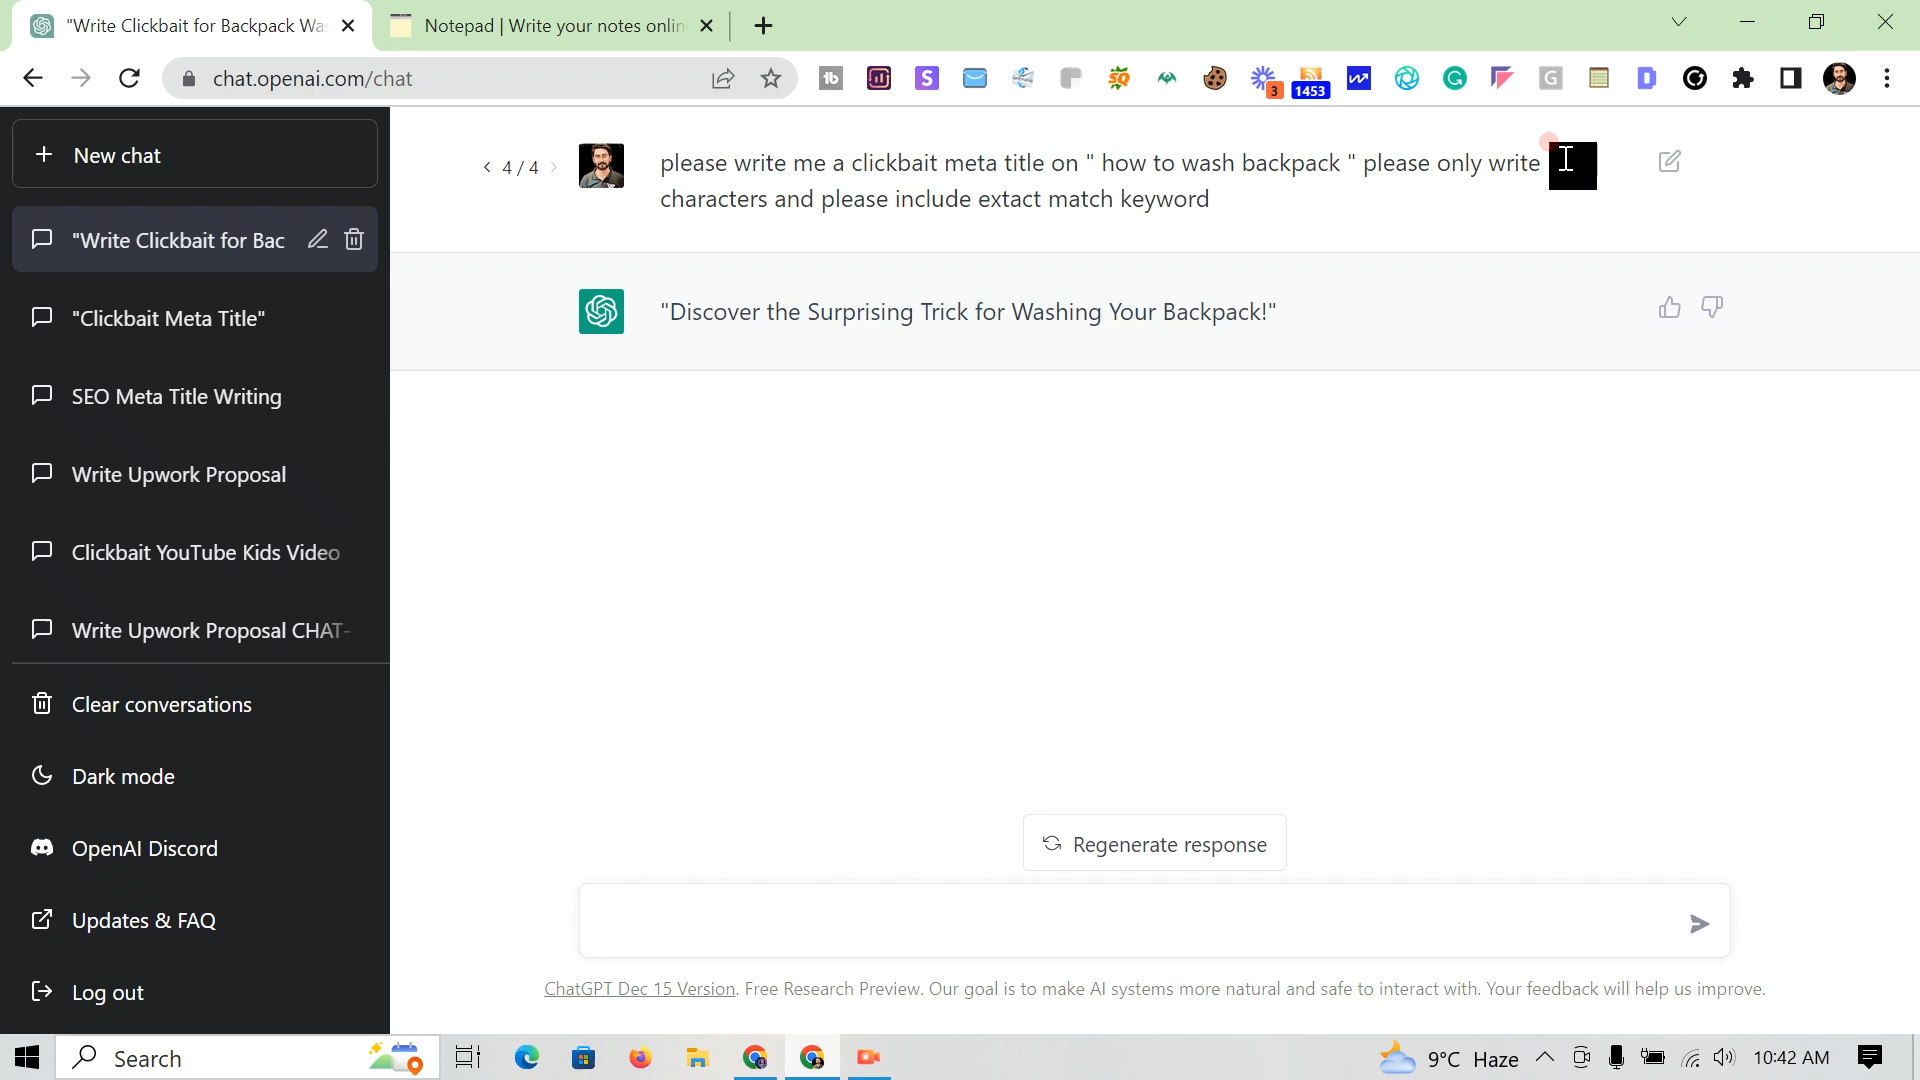 "Write Clickbait for Backpack Was
Notepad | Write your notes onlin
chat.openai.com/chat
3
1453
New chat
"Write Clickbait for Bac
"Clickbait Meta Title"
SEO Meta Title Writing
Write Upwork Proposal
Clickbait YouTube Kids Video
Write Upwork Proposal CHAT-
Clear conversations
Dark mode
OpenAI Discord
Updates & FAQ
Log out
4 / 4
please write me a clickbait meta title on " how to wash backpack " please only write
characters and please include extact match keyword
"Discover the Surprising Trick for Washing Your Backpack!"
Regenerate response
ChatGPT Dec 15 Version. Free Research Preview. Our goal is to make AI systems more natural and safe to interact with. Your feedback will help us improve.
Search
9°C Haze
10:42 AM